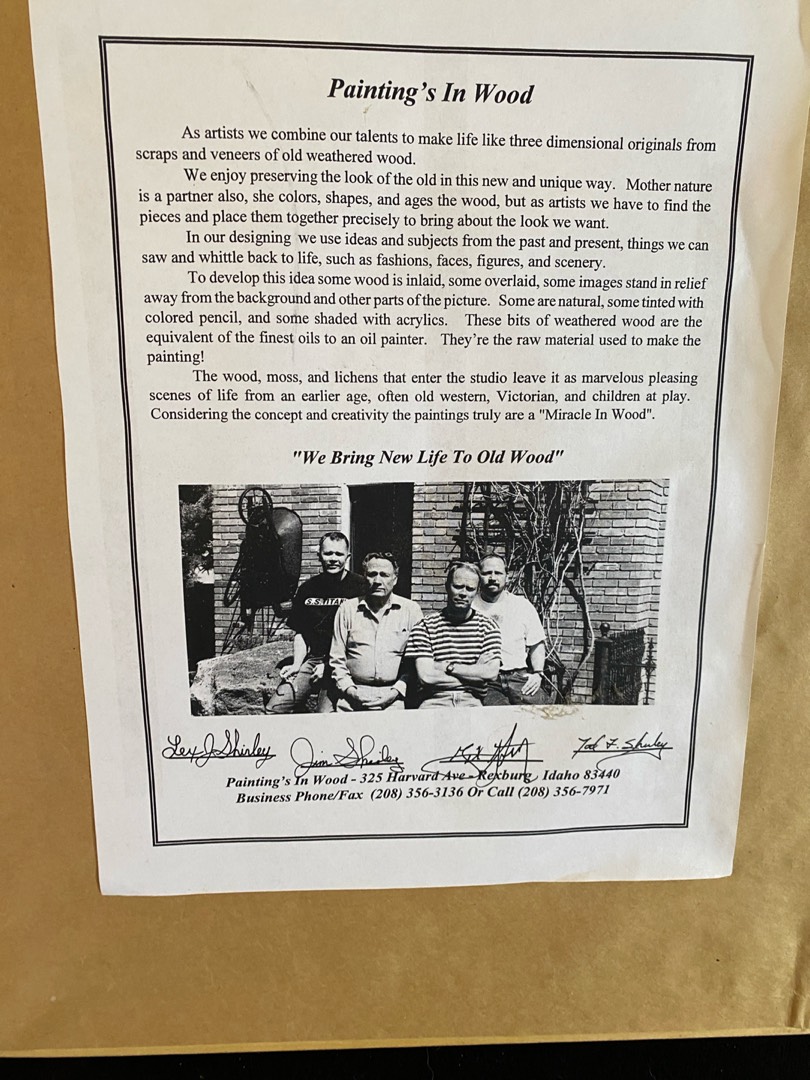 Painting's In Wood
As artists we combine our talents to make life like three dimensional originals from
scraps and veneers of old weathered wood.
We enjoy preserving the look of the old in this new and unique way. Mother nature
is a partner also, she colors, shapes, and ages the wood, but as artists we have to find the
pieces and place them together precisely to bring about the look we want.
In our designing we use ideas and subjects from the past and present, things we can
saw and whittle back to life, such as fashions, faces, figures, and scenery.
To develop this idea some wood is inlaid, some overlaid, some images stand in relief
away from the background and other parts of the picture. Some are natural, some tinted with
colored pencil, and some shaded with acrylics. These bits of weathered wood are the
equivalent of the finest oils to an oil painter. They're the raw material used to make the
painting!
The wood, moss, and lichens that enter the studio leave it as marvelous pleasing
scenes of life from an earlier age, often old western, Victorian, and children at play.
Considering the concept and creativity the paintings truly are a "Miracle In Wood".
"We Bring New Life To Old Wood"
Lex J Shirley Jim Shirley F. Shirley
Painting's In Wood - 325 Harvard Ave - Rexburg, Idaho 83440
Business Phone/Fax (208) 356-3136 Or Call (208) 356-7971